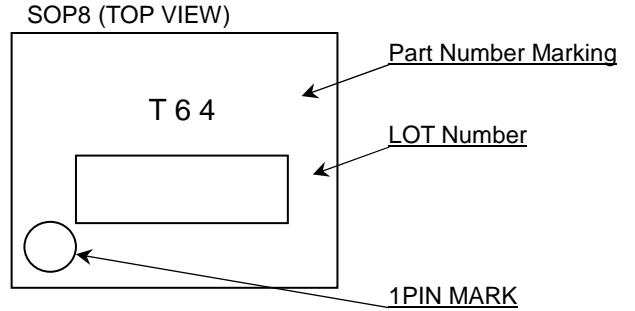 SOP8 (TOP VIEW)
Part Number Marking
T 6 4
LOT Number
1PIN MARK